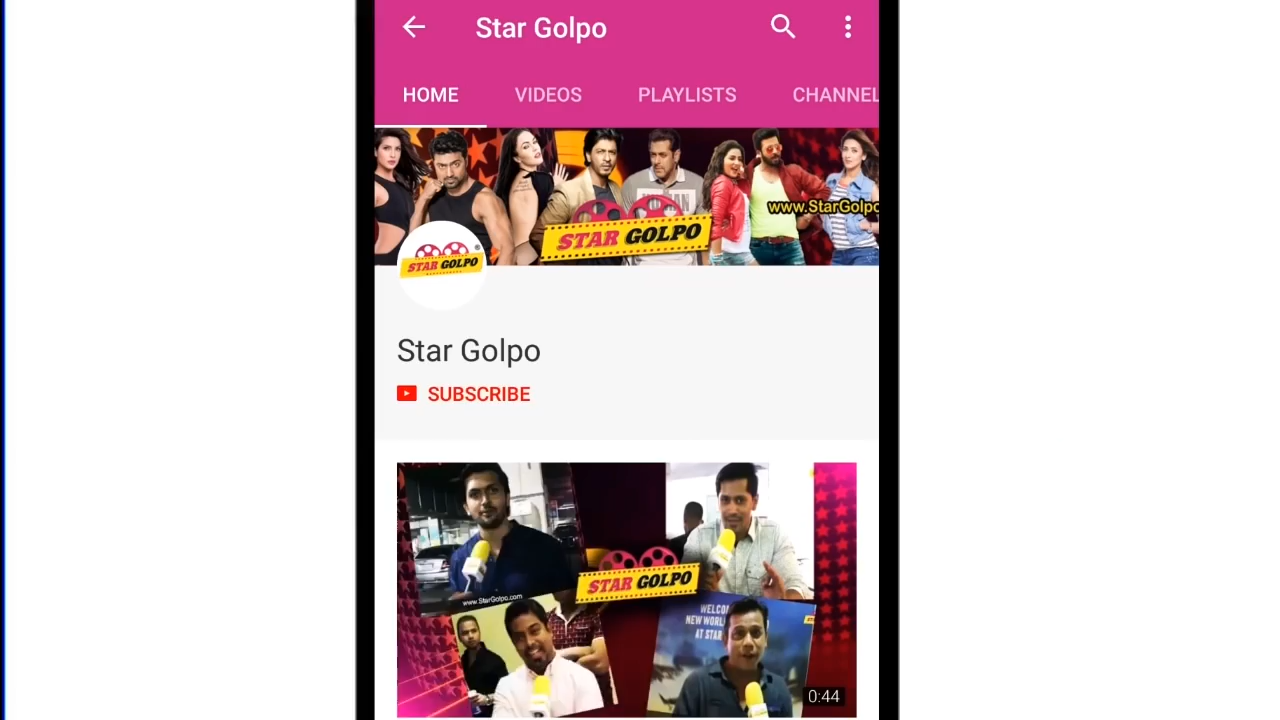 Star Golpo
HOME VIDEOS PLAYLISTS CHANNEL
www.StarGolpo
STAR GOLPO
STAR GOLPO
Star Golpo
SUBSCRIBE
STAR GOLPO
www.StarGolpo.com
WELCO
NEW WORL
AT STAR
0:44